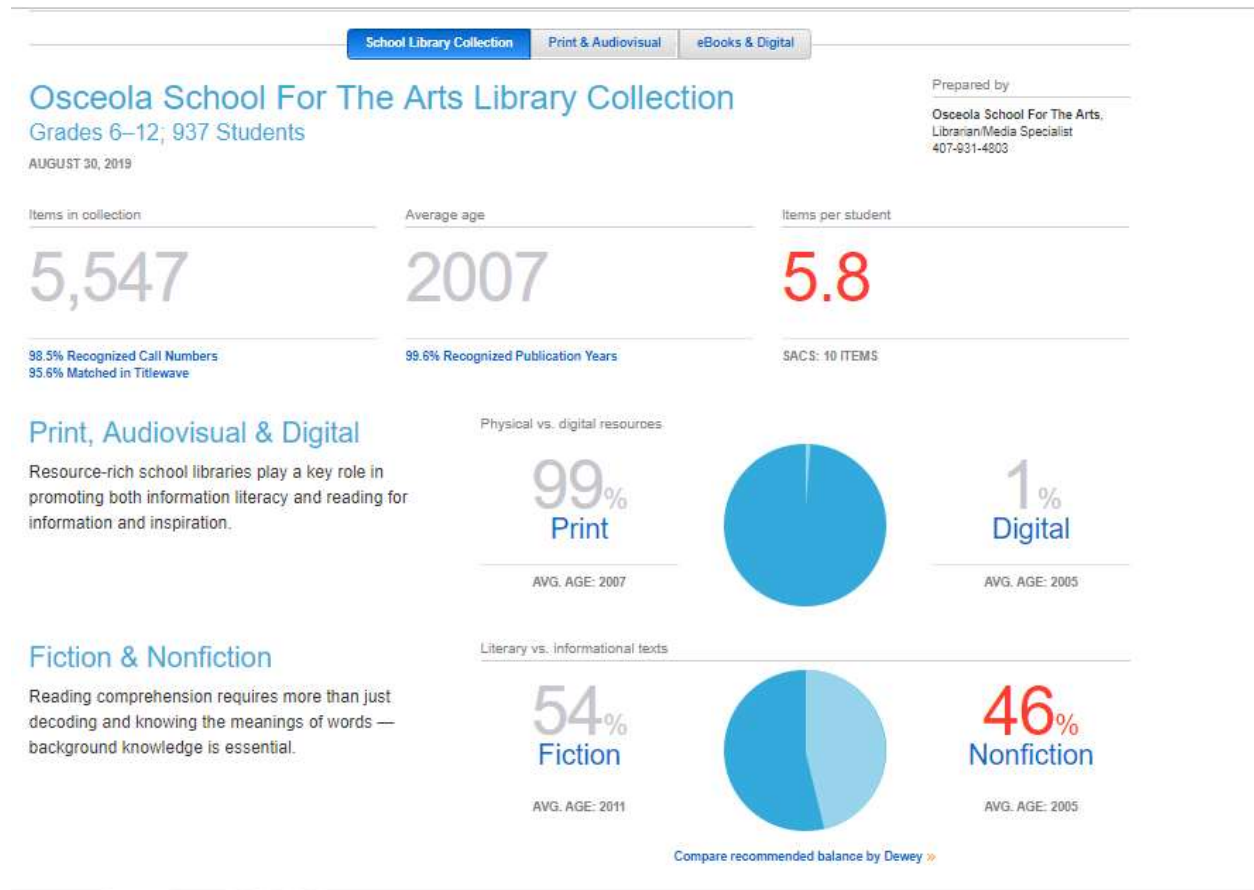 School Library Collection Print & Audiovisual eBooks & Digital
Osceola School For The Arts Library Collection
Grades 6–12; 937 Students
AUGUST 30, 2019
Prepared by
Osceola School For The Arts,
Librarian/Media Specialist
407-931-4803
Items in collection
5,547
98.5% Recognized Call Numbers
95.6% Matched in Titlewave
Average age
2007
99.6% Recognized Publication Years
Items per student
5.8
SACS: 10 ITEMS
Print, Audiovisual & Digital
Resource-rich school libraries play a key role in
promoting both information literacy and reading for
information and inspiration.
Physical vs. digital resources
99%
Print
AVG. AGE: 2007
1%
Digital
AVG. AGE: 2005
Fiction & Nonfiction
Reading comprehension requires more than just
decoding and knowing the meanings of words —
background knowledge is essential.
Literary vs. informational texts
54%
Fiction
AVG. AGE: 2011
46%
Nonfiction
AVG. AGE: 2005
Compare recommended balance by Dewey »